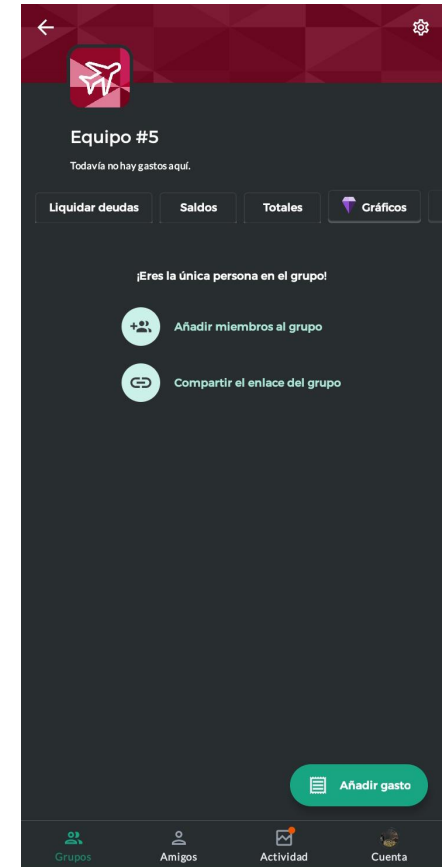 Equipo #5
Todavía no hay gastos aquí.
Liquidar deudas
Saldos
Totales
Gráficos
¡Eres la única persona en el grupo!
Añadir miembros al grupo
Compartir el enlace del grupo
Añadir gasto
Grupos
Amigos
Actividad
Cuenta